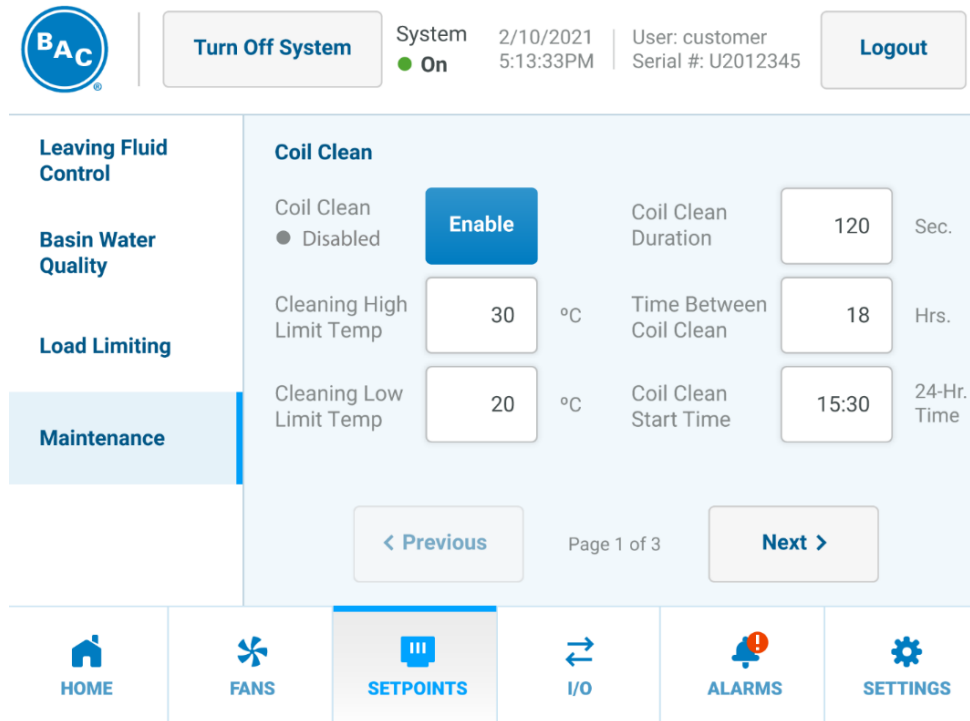 BAC®
Turn Off System
System
On
2/10/2021
5:13:33PM
User: customer
Serial #: U2012345
Logout
Leaving Fluid
Control
Basin Water
Quality
Load Limiting
Maintenance
Coil Clean
Coil Clean
Disabled
Enable
Coil Clean
Duration
120
Sec.
Cleaning High
Limit Temp
30
ºC
Time Between
Coil Clean
18
Hrs.
Cleaning Low
Limit Temp
20
ºC
Coil Clean
Start Time
15:30
24-Hr.
Time
< Previous
Page 1 of 3
Next >
HOME
FANS
SETPOINTS
I/O
!
ALARMS
SETTINGS